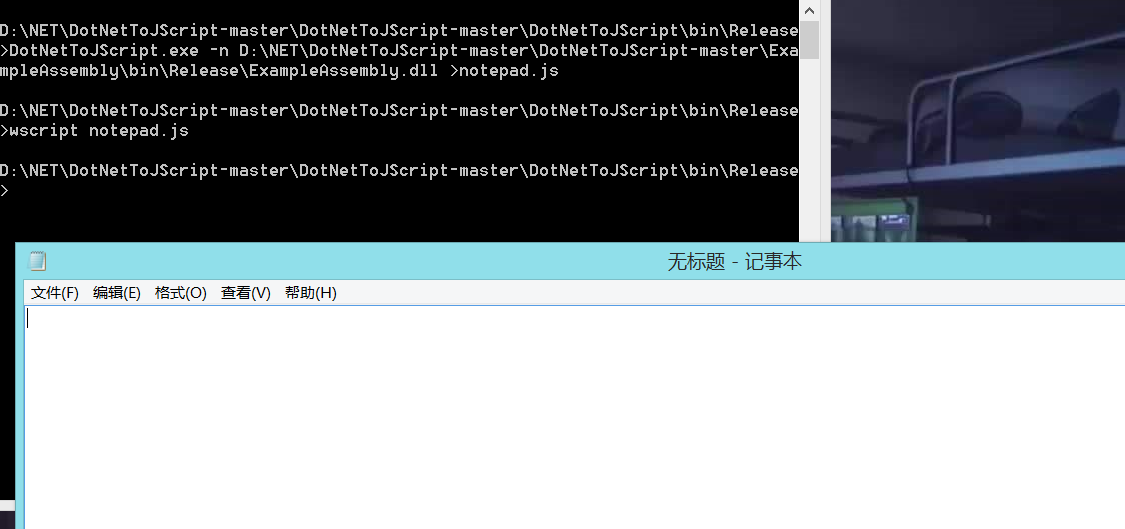 D:\NET\DotNetToJScript-master\DotNetToJScript-master\DotNetToJScript\bin\Release
>DotNetToJScript.exe -n D:\NET\DotNetToJScript-master\DotNetToJScript-master\Exa
mpleAssembly\bin\Release\ExampleAssembly.dll >notepad.js
D:\NET\DotNetToJScript-master\DotNetToJScript-master\DotNetToJScript\bin\Release
>wscript notepad.js
D:\NET\DotNetToJScript-master\DotNetToJScript-master\DotNetToJScript\bin\Release
>
无标题 - 记事本
文件(F) 编辑(E) 格式(O) 查看(V) 帮助(H)